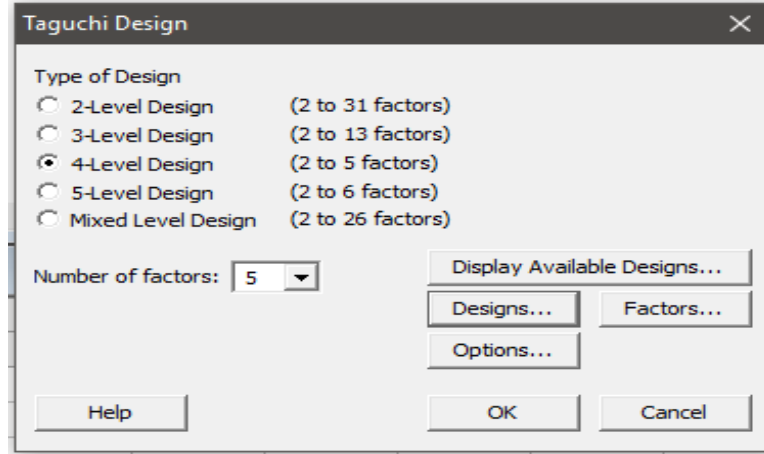 Taguchi Design
Type of Design
2-Level Design (2 to 31 factors)
3-Level Design (2 to 13 factors)
4-Level Design (2 to 5 factors)
5-Level Design (2 to 6 factors)
Mixed Level Design (2 to 26 factors)
Number of factors: 5
Display Available Designs...
Designs... Factors...
Options...
Help OK Cancel